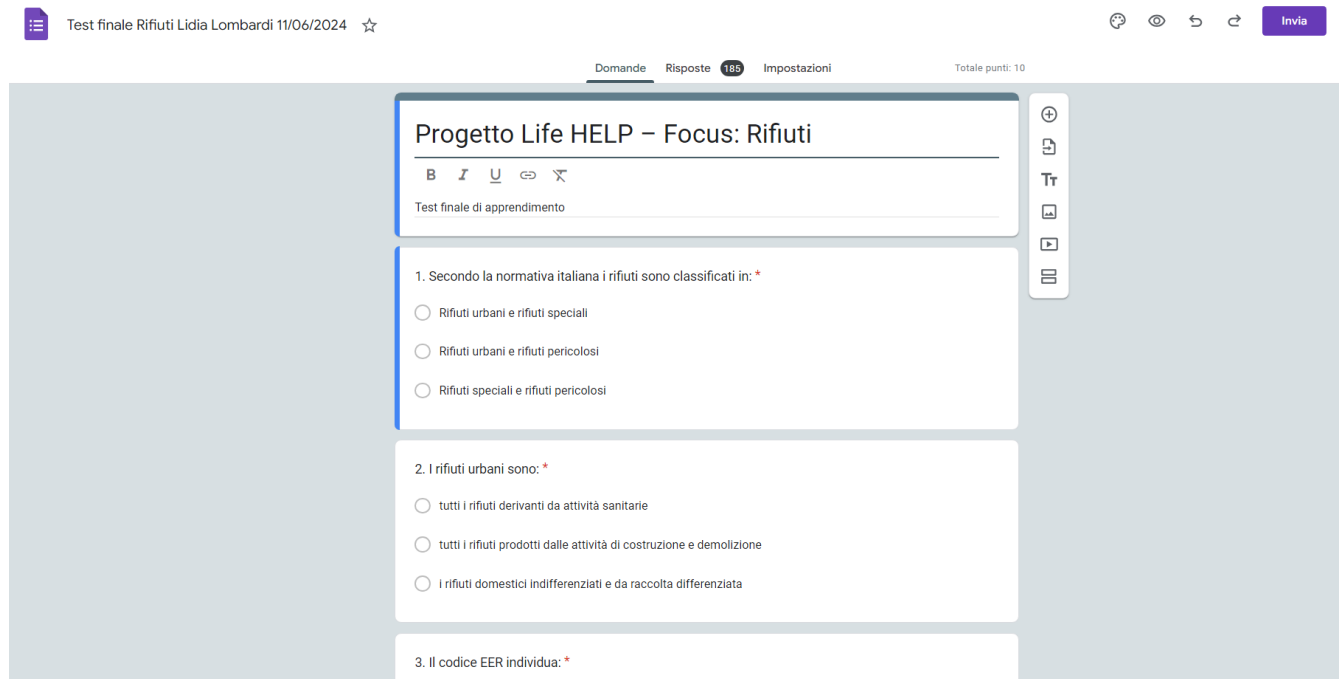 Test finale Rifiuti Lidia Lombardi 11/06/2024
Invia
Domande
Risposte 185
Impostazioni
Totale punti: 10
Progetto Life HELP – Focus: Rifiuti
B I U
Test finale di apprendimento
Tт
1. Secondo la normativa italiana i rifiuti sono classificati in: *
Rifiuti urbani e rifiuti speciali
Rifiuti urbani e rifiuti pericolosi
Rifiuti speciali e rifiuti pericolosi
2. I rifiuti urbani sono: *
tutti i rifiuti derivanti da attività sanitarie
tutti i rifiuti prodotti dalle attività di costruzione e demolizione
i rifiuti domestici indifferenziati e da raccolta differenziata
3. Il codice EER individua: *